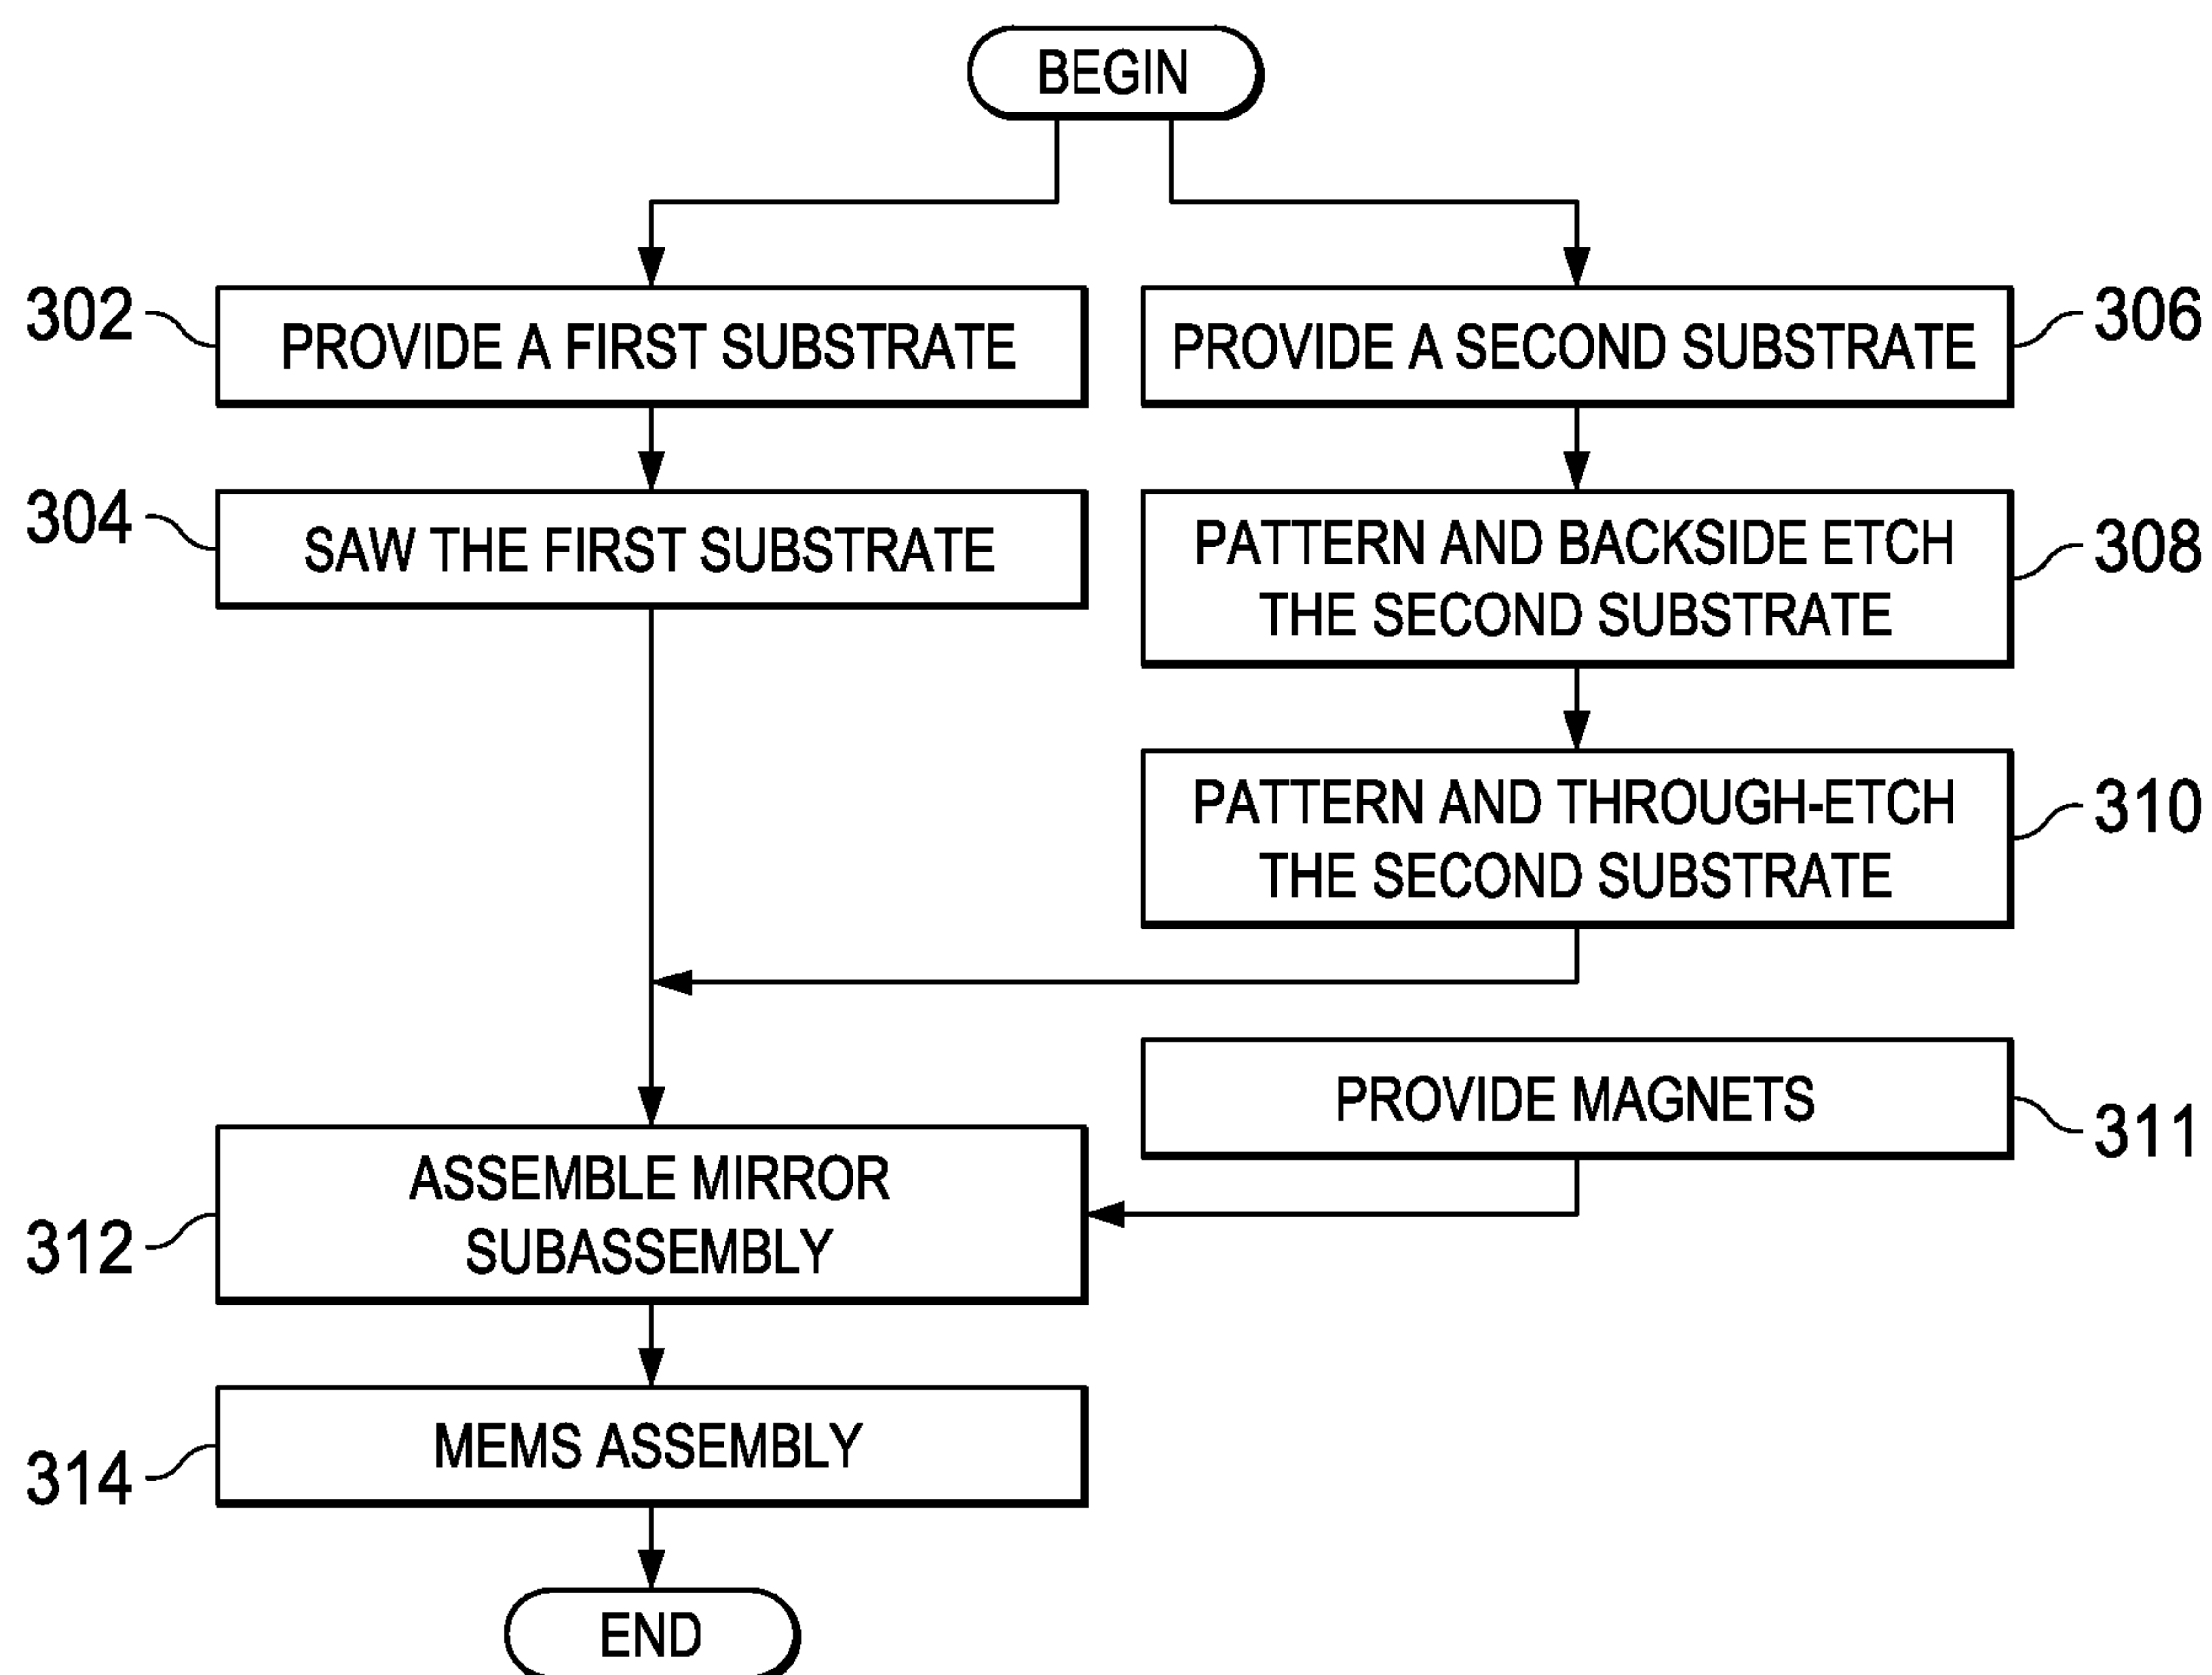 BEGIN
302
PROVIDE A FIRST SUBSTRATE
PROVIDE A SECOND SUBSTRATE
306
304
SAW THE FIRST SUBSTRATE
PATTERN AND BACKSIDE ETCH
THE SECOND SUBSTRATE
308
PATTERN AND THROUGH-ETCH
THE SECOND SUBSTRATE
310
PROVIDE MAGNETS
311
312
ASSEMBLE MIRROR
SUBASSEMBLY
314
MEMS ASSEMBLY
END